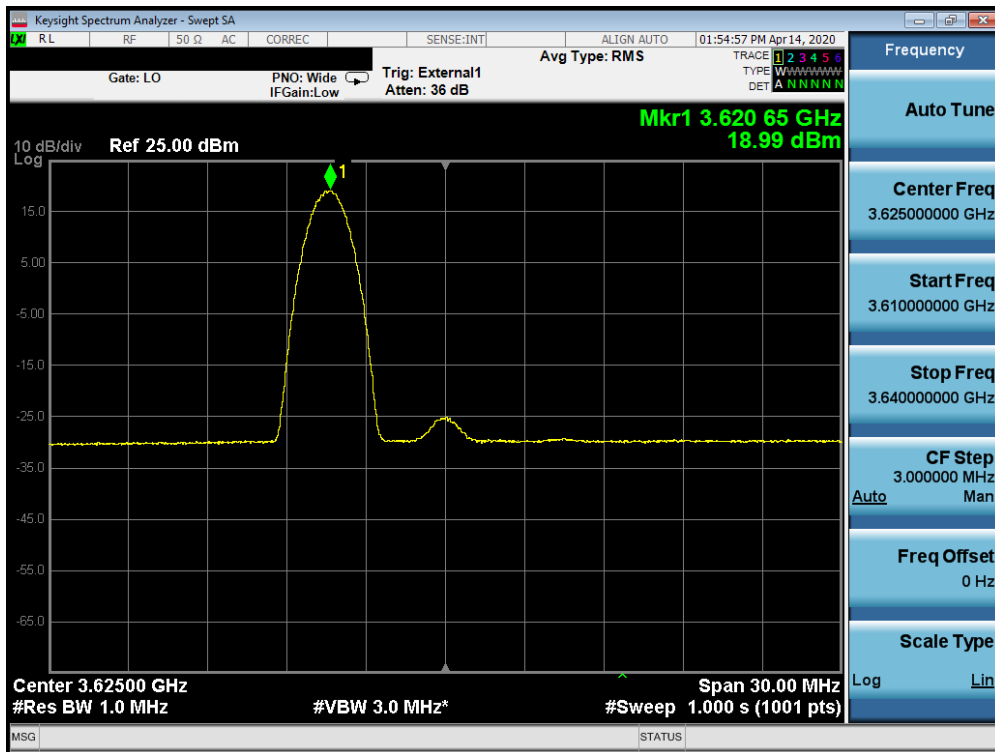 Keysight Spectrum Analyzer - Swept SA
LXI RL RF 50 Ω AC CORREC SENSE:INT ALIGN AUTO 01:54:57 PM Apr 14, 2020
Frequency
Avg Type: RMS TRACE 1 2 3 4 5 6
Gate: LO PNO: Wide Trig: External1 TYPE WWWWWWW
IFGain:Low Atten: 36 dB DET A N N N N N
Mkr1 3.620 65 GHz
18.99 dBm
10 dB/div Ref 25.00 dBm
Log
1
15.0
5.00
-5.00
-15.0
-25.0
-35.0
-45.0
-55.0
-65.0
Center 3.62500 GHz Span 30.00 MHz
#Res BW 1.0 MHz #VBW 3.0 MHz* #Sweep 1.000 s (1001 pts)
MSG STATUS
Auto Tune
Center Freq
3.625000000 GHz
Start Freq
3.610000000 GHz
Stop Freq
3.640000000 GHz
CF Step
3.000000 MHz
Auto Man
Freq Offset
0 Hz
Scale Type
Log Lin